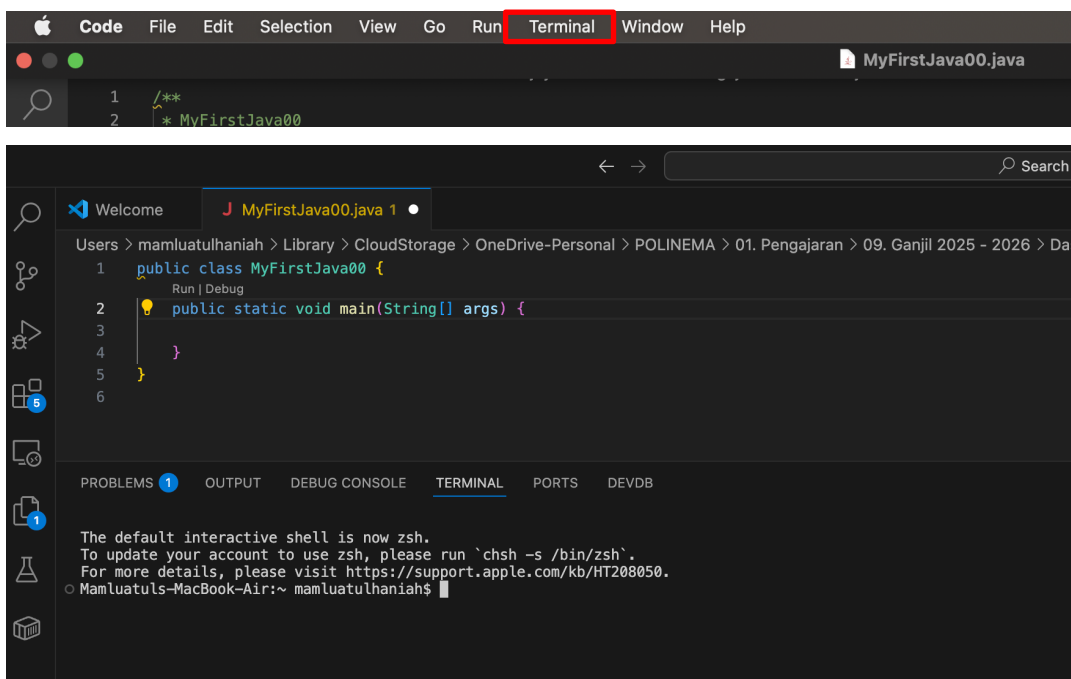 Code File Edit Selection View Go Run Terminal Window Help
MyFirstJava00.java
1 /**
2 * MyFirstJava00
Search
Welcome J MyFirstJava00.java 1
Users > mamluatulhaniah > Library > CloudStorage > OneDrive-Personal > POLINEMA > 01. Pengajaran > 09. Ganjil 2025 - 2026 > Da
1 public class MyFirstJava00 {
Run | Debug
2 public static void main(String[] args) {
3
4 }
5 }
6
5
1
PROBLEMS 1 OUTPUT DEBUG CONSOLE TERMINAL PORTS DEVDB
The default interactive shell is now zsh.
To update your account to use zsh, please run `chsh -s /bin/zsh`.
For more details, please visit https://support.apple.com/kb/HT208050.
Mamluatuls-MacBook-Air:~ mamluatulhaniah$